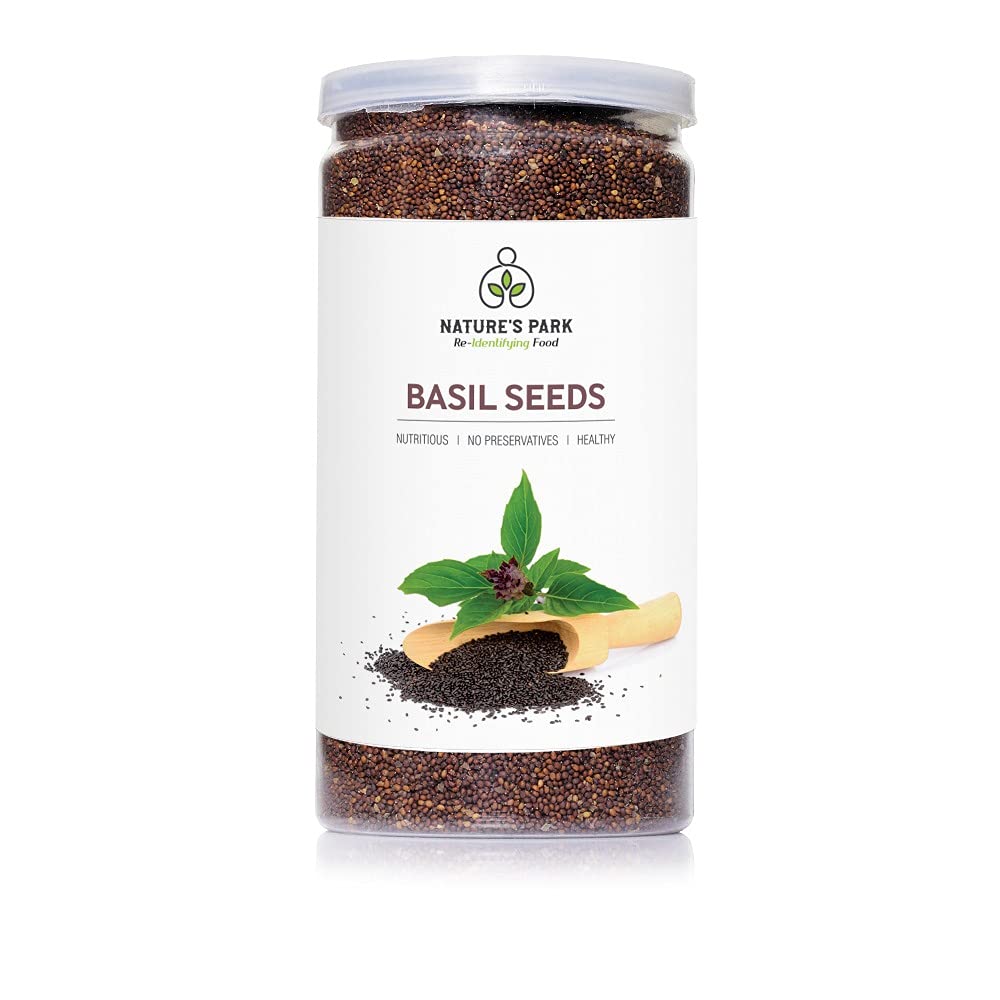 NATURE'S PARK
Re-Identifying Food
BASIL SEEDS
NUTRITIOUS | NO PRESERVATIVES | HEALTHY